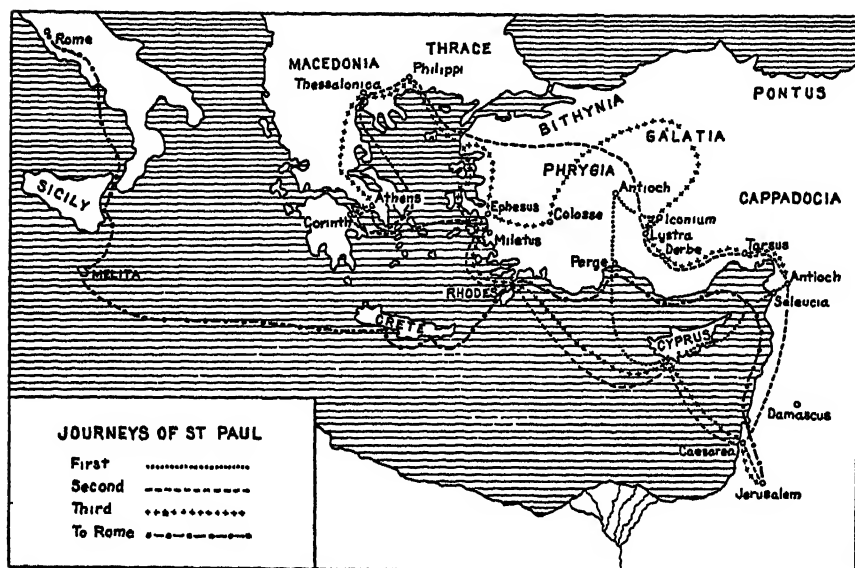 Rome
THRACE
MACEDONIA
Philippi
Thessalonica
BITHYNIA
PONTUS
GALATIA
PHRYGIA
SICILY
Antioch
CAPPADOCIA
Athens
Ephesus
Iconium
Corinth
Colosse
Lystra
Miletus
Derbe
Tarsus
MELITA
Perge
Antioch
RHODES
Seleucia
CRETE
CYPRUS
Damascus
JOURNEYS OF ST PAUL
Caesarea
First
Second
Jerusalem
Third
To Rome